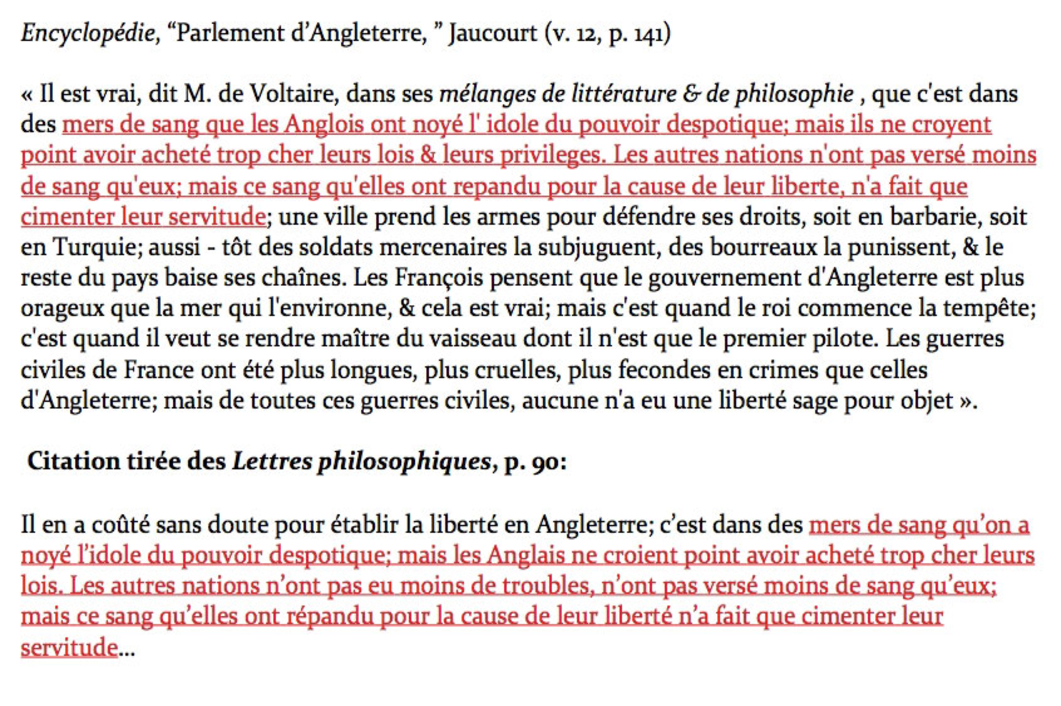 Encyclopédie, “Parlement d’Angleterre, ” Jaucourt (v. 12, p. 141)
« Il est vrai, dit M. de Voltaire, dans ses mélanges de littérature & de philosophie , que c'est dans
des mers de sang que les Anglois ont noyé l' idole du pouvoir despotique; mais ils ne croyent
point avoir acheté trop cher leurs lois & leurs privileges. Les autres nations n'ont pas versé moins
de sang qu'eux; mais ce sang qu'elles ont repandu pour la cause de leur liberte, n'a fait que
cimenter leur servitude; une ville prend les armes pour défendre ses droits, soit en barbarie, soit
en Turquie; aussi - tôt des soldats mercenaires la subjuguent, des bourreaux la punissent, & le
reste du pays baise ses chaînes. Les François pensent que le gouvernement d'Angleterre est plus
orageux que la mer qui l'environne, & cela est vrai; mais c'est quand le roi commence la tempête;
c'est quand il veut se rendre maître du vaisseau dont il n'est que le premier pilote. Les guerres
civiles de France ont été plus longues, plus cruelles, plus fecondes en crimes que celles
d'Angleterre; mais de toutes ces guerres civiles, aucune n'a eu une liberté sage pour objet ».
Citation tirée des Lettres philosophiques, p. 90:
Il en a coûté sans doute pour établir la liberté en Angleterre; c’est dans des mers de sang qu’on a
noyé l’idole du pouvoir despotique; mais les Anglais ne croient point avoir acheté trop cher leurs
lois. Les autres nations n’ont pas eu moins de troubles, n’ont pas versé moins de sang qu’eux;
mais ce sang qu’elles ont répandu pour la cause de leur liberté n’a fait que cimenter leur
servitude...